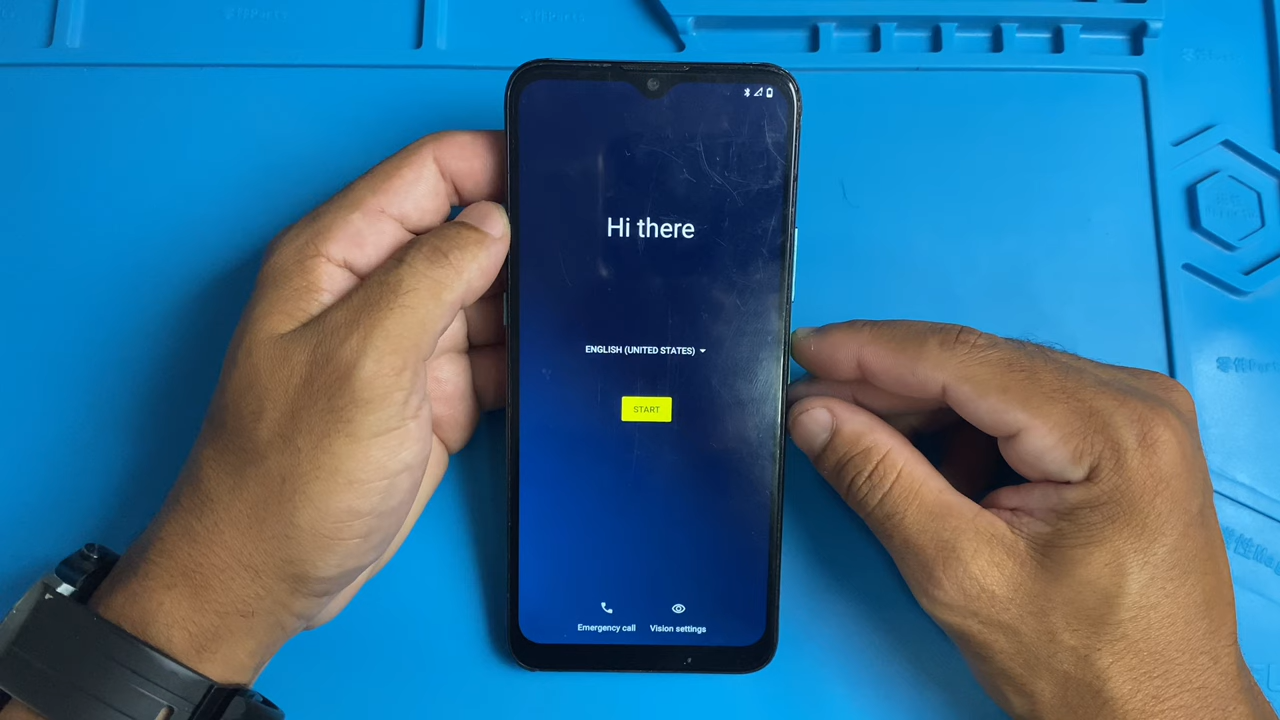 Hi there
ENGLISH (UNITED STATES)
START
Emergency call
Vision settings